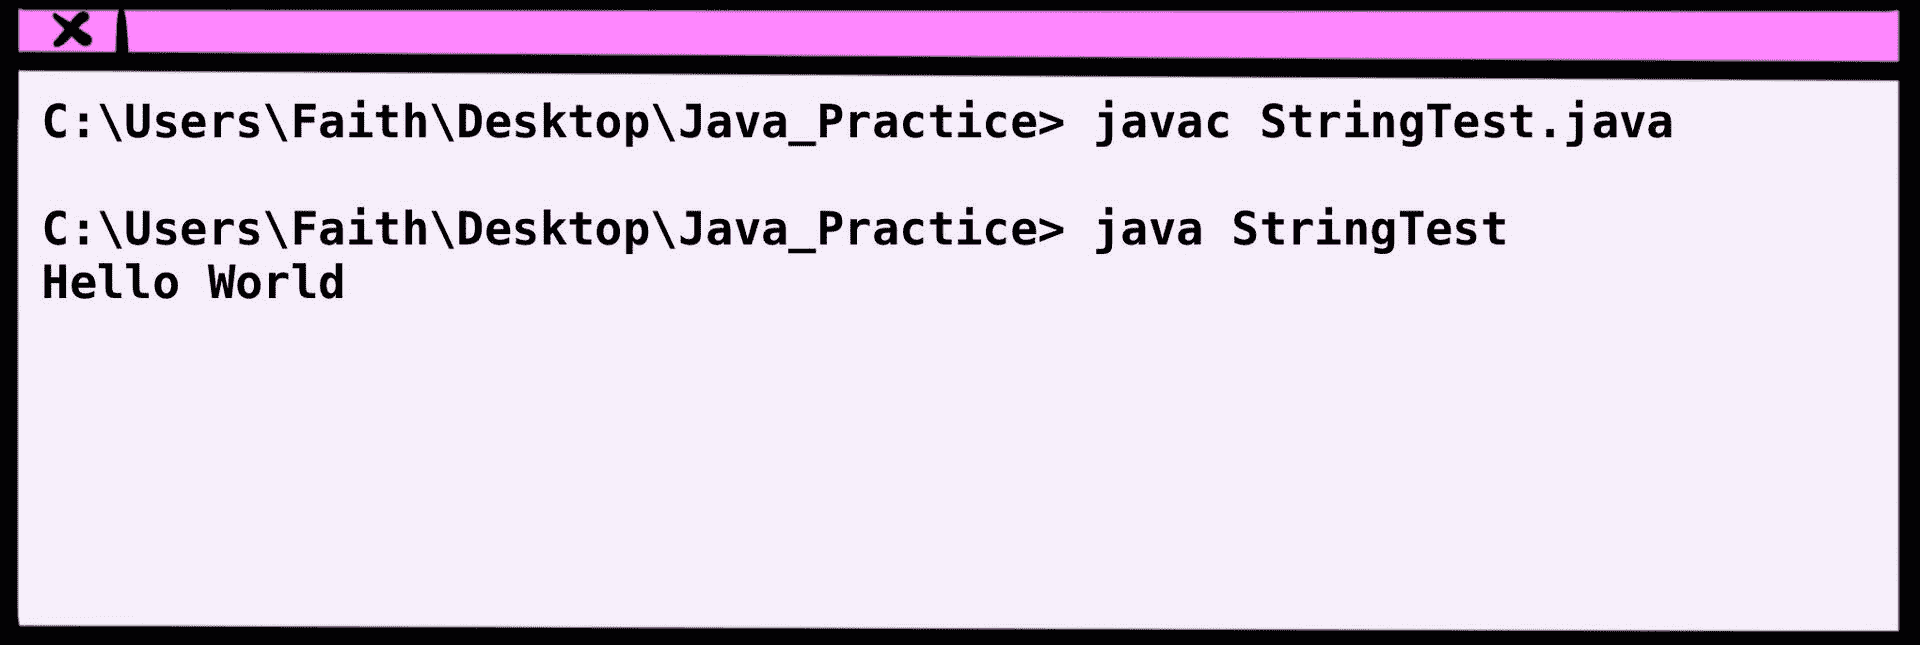 C:\Users\Faith\Desktop\Java_Practice> javac StringTest.java
C:\Users\Faith\Desktop\Java_Practice> java StringTest
Hello World